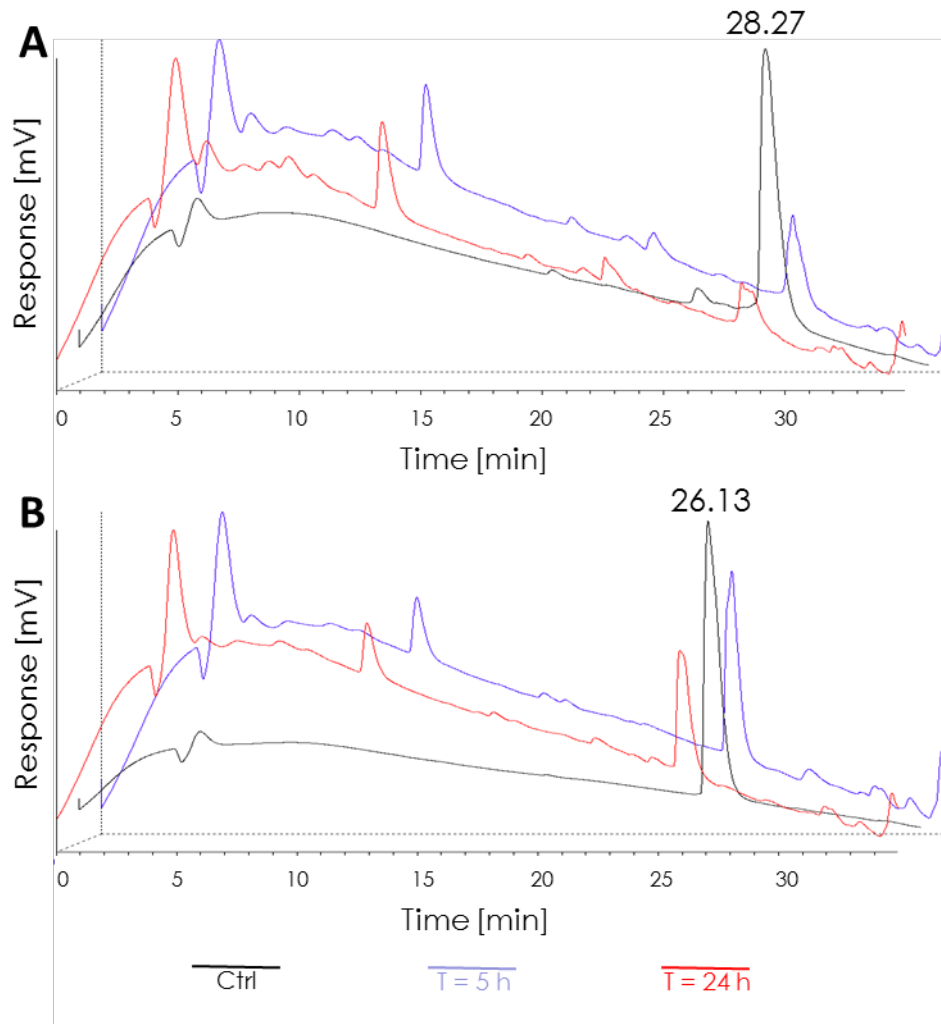 A
28.27
Response [mV]
0 5 10 15 20 25 30
Time [min]
B
26.13
Response [mV]
0 5 10 15 20 25 30
Time [min]
Ctrl T = 5 h T = 24 h